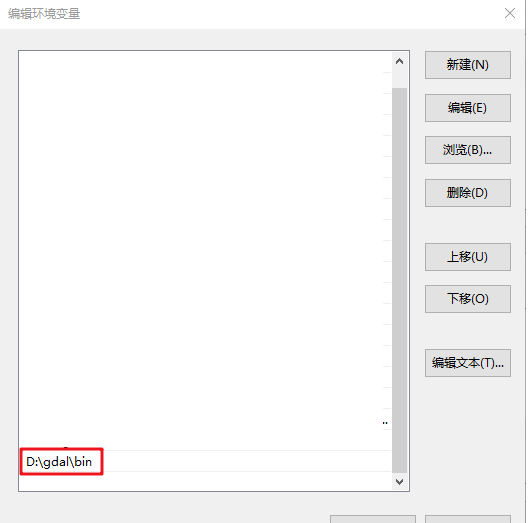 编辑环境变量
新建(N)
编辑(E)
浏览(B)...
删除(D)
上移(U)
下移(O)
编辑文本(T)...
..
D:\gdal\bin